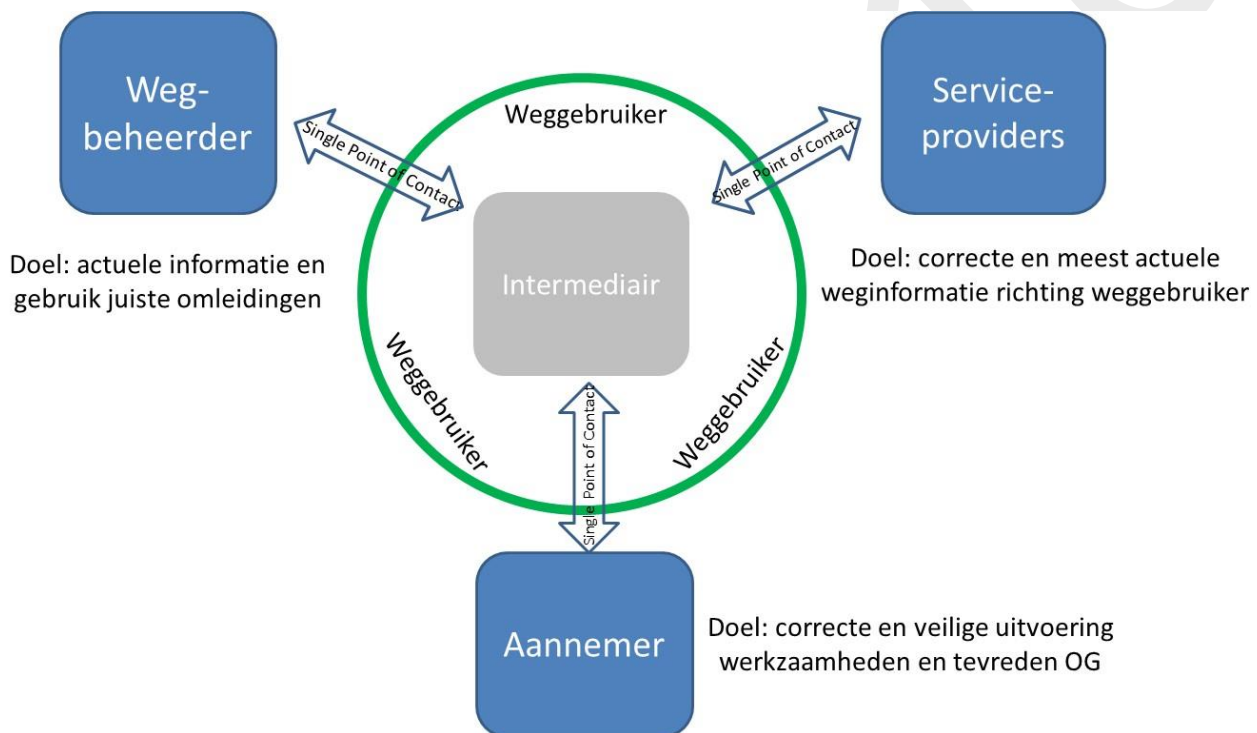 Weg-
beheerder
Service-
providers
Weggebruiker
Single Point of Contact
Single Point of Contact
Intermediair
Doel: actuele informatie en
gebruik juiste omleidingen
Doel: correcte en meest actuele
weginformatie richting weggebruiker
Weggebruiker
Weggebruiker
Single Point of Contact
Aannemer
Doel: correcte en veilige uitvoering
werkzaamheden en tevreden OG